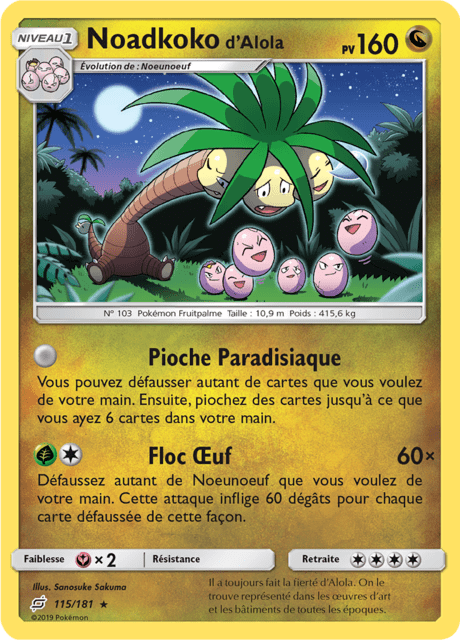 NIVEAU 1
Noadkoko d'Alola
PV 160
Évolution de : Noeunoeuf
N° 103 Pokémon Fruitpalme Taille : 10,9 m Poids : 415,6 kg
Pioche Paradisiaque
Vous pouvez défausser autant de cartes que vous voulez
de votre main. Ensuite, piochez des cartes jusqu'à ce que
vous ayez 6 cartes dans votre main.
Floc Œuf 60×
Défaussez autant de Noeunoeuf que vous voulez de
votre main. Cette attaque inflige 60 dégâts pour chaque
carte défaussée de cette façon.
Faiblesse × 2 Résistance Retraite
Illus. Sanosuke Sakuma
115/181 ★
©2019 Pokémon
Il a toujours fait la fierté d'Alola. On le
trouve représenté dans les œuvres d'art
et les bâtiments de toutes les époques.